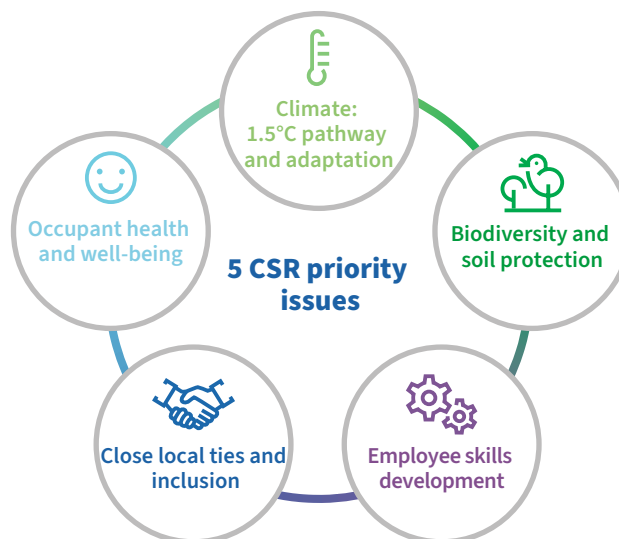 Climate:
1.5°C pathway
and adaptation
Occupant health
and well-being
Biodiversity and
soil protection
5 CSR priority
issues
Close local ties and
inclusion
Employee skills
development